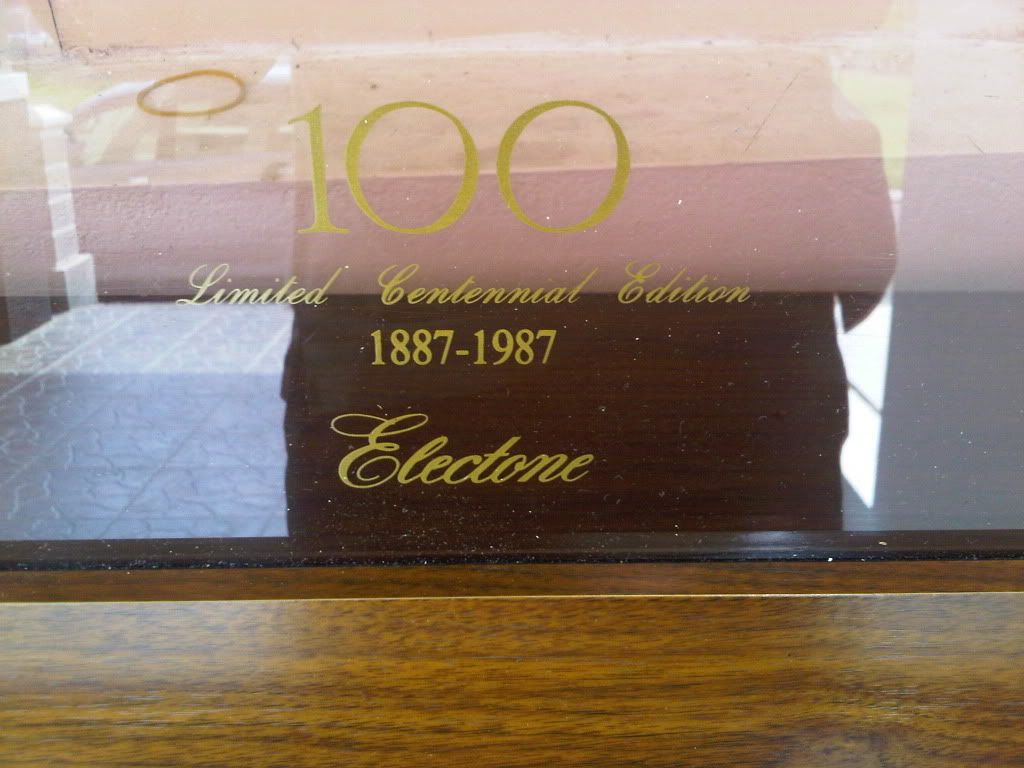 100
Limited Centennial Edition
1887-1987
Electone